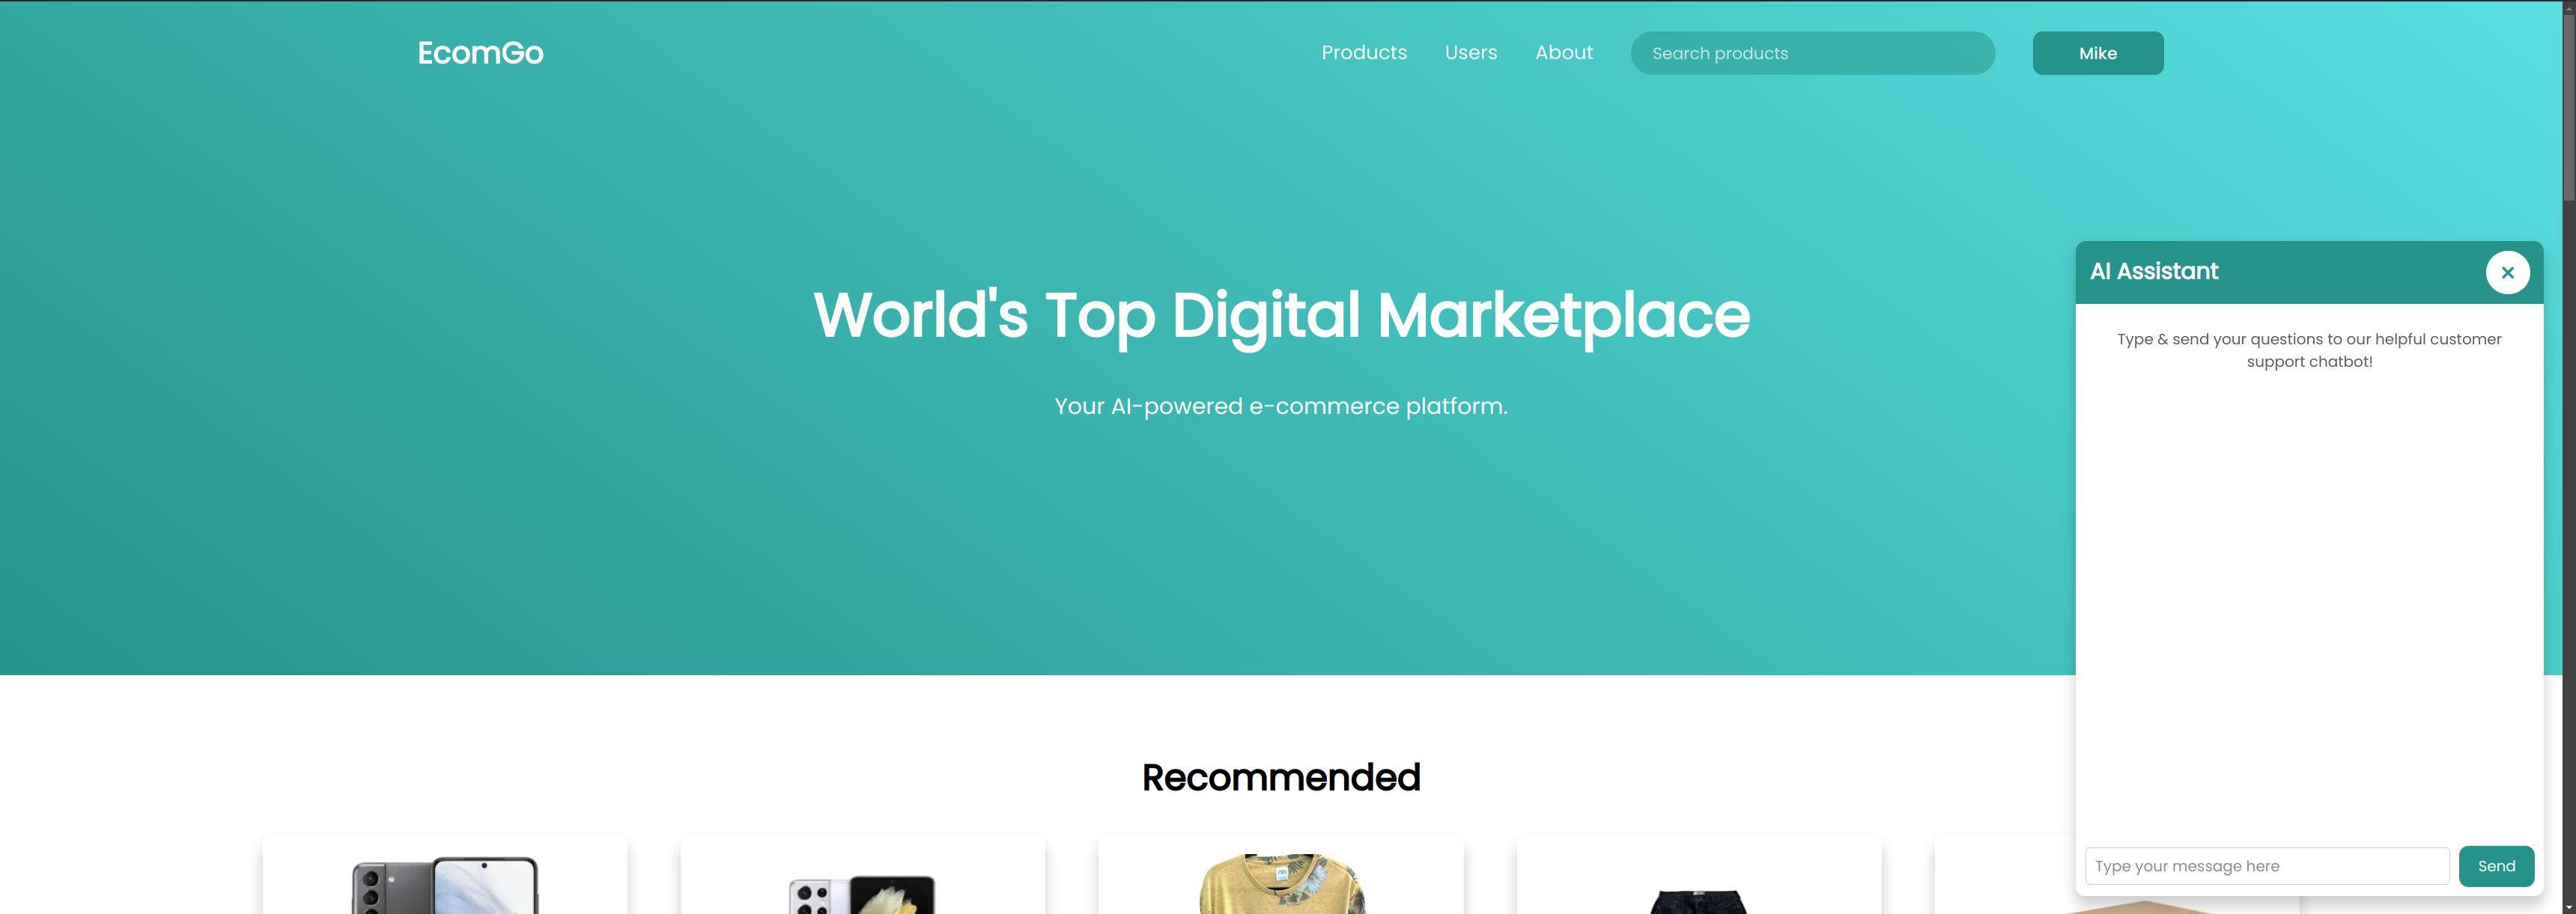 EcomGo
Products
Users
About
Search products
Mike
World's Top Digital Marketplace
Your AI-powered e-commerce platform.
AI Assistant
Type & send your questions to our helpful customer
support chatbot!
Type your message here
Send
Recommended